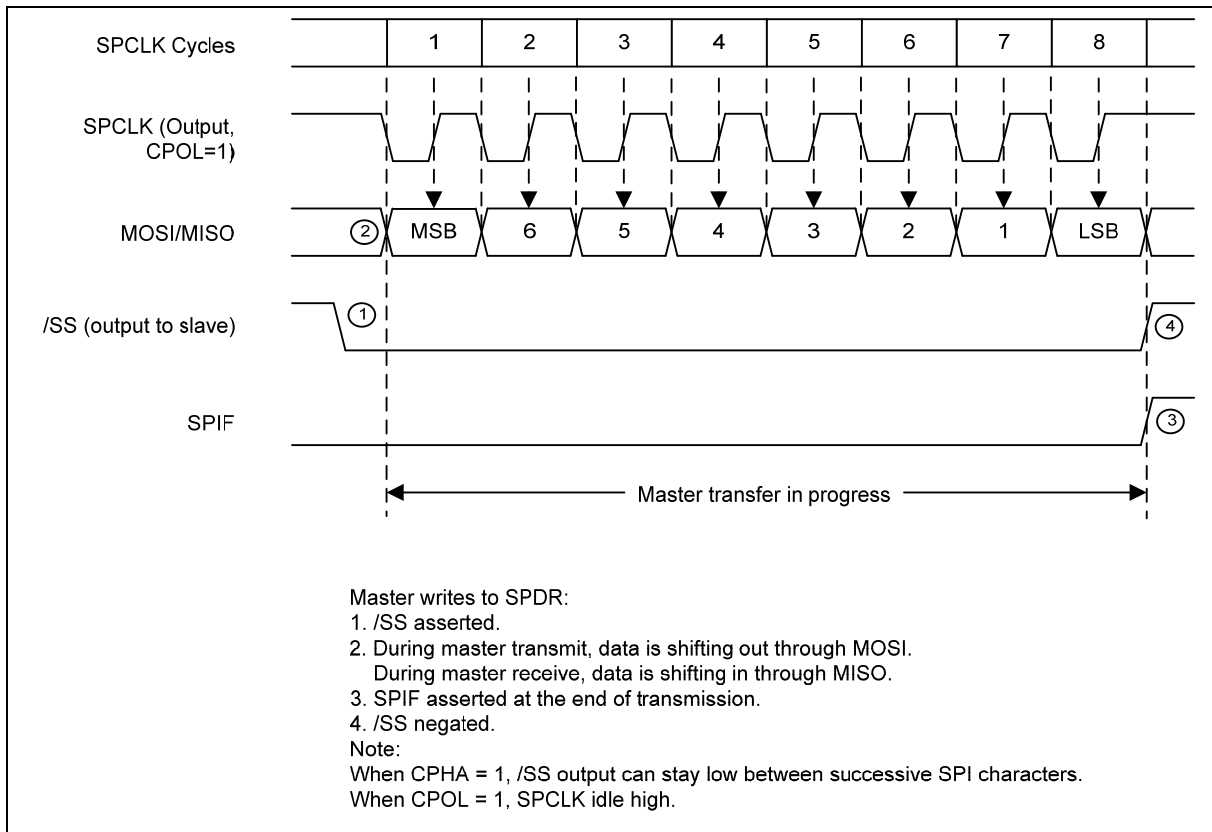 SPCLK Cycles
1 2 3 4 5 6 7 8
SPCLK (Output,
CPOL=1)
MOSI/MISO
2 MSB 6 5 4 3 2 1 LSB
/SS (output to slave)
1
4
SPIF
3
Master transfer in progress
Master writes to SPDR:
1. /SS asserted.
2. During master transmit, data is shifting out through MOSI.
During master receive, data is shifting in through MISO.
3. SPIF asserted at the end of transmission.
4. /SS negated.
Note:
When CPHA = 1, /SS output can stay low between successive SPI characters.
When CPOL = 1, SPCLK idle high.